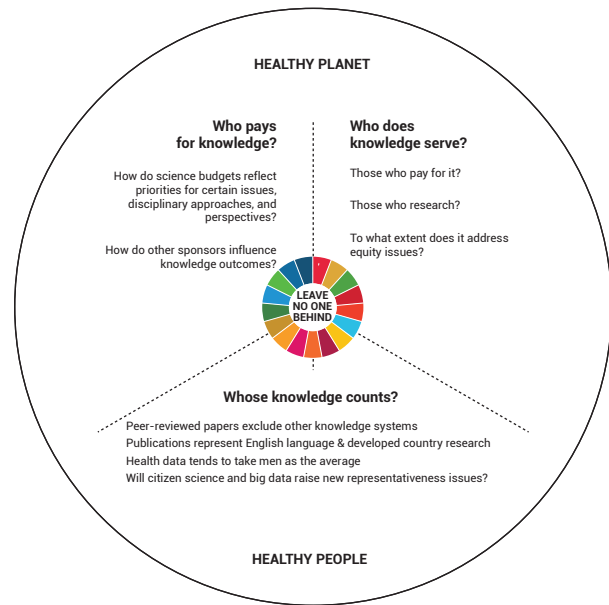 HEALTHY PLANET
Who pays
for knowledge?
How do science budgets reflect
priorities for certain issues,
disciplinary approaches, and
perspectives?
How do other sponsors influence
knowledge outcomes?
Who does
knowledge serve?
Those who pay for it?
Those who research?
To what extent does it address
equity issues?
LEAVE
NO ONE
BEHIND
Whose knowledge counts?
Peer-reviewed papers exclude other knowledge systems
Publications represent English language & developed country research
Health data tends to take men as the average
Will citizen science and big data raise new representativeness issues?
HEALTHY PEOPLE